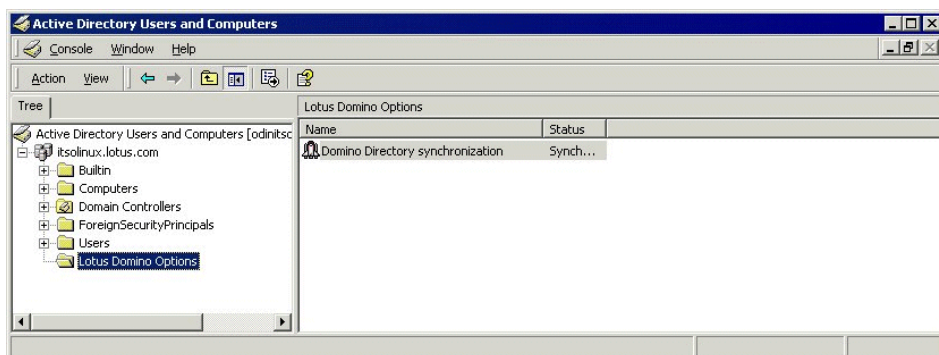 Active Directory Users and Computers
Console Window Help
Action View
Tree
Lotus Domino Options
Active Directory Users and Computers [odinitsc
Name Status
itsolinux.lotus.com
Domino Directory synchronization Synch...
Builtin
Computers
Domain Controllers
ForeignSecurityPrincipals
Users
Lotus Domino Options